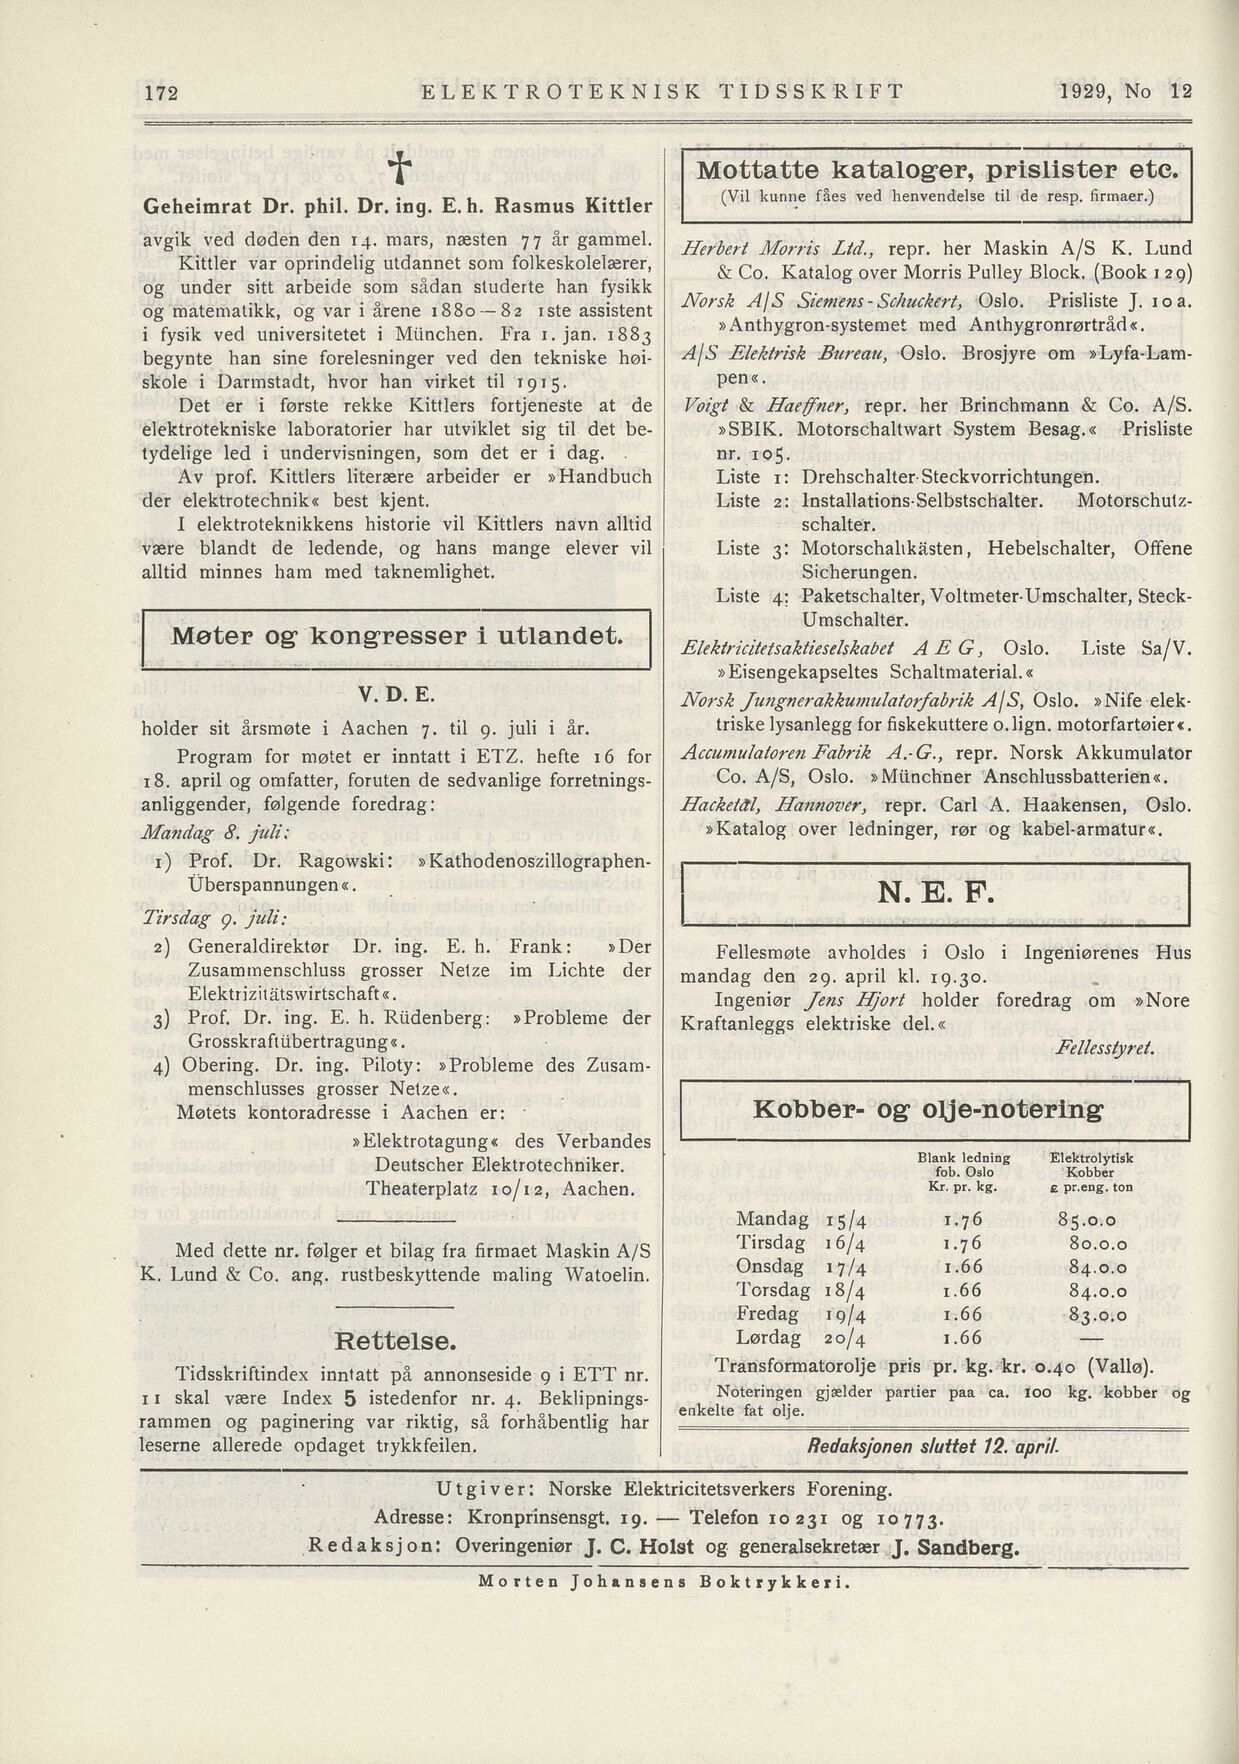 172
ELEKTROTEKNISK TIDSSKRIFT
1929, No 12
†
Geheimrat Dr. phil. Dr. ing. E. h. Rasmus Kittler
avgik ved døden den 14. mars, næsten 77 år gammel.
Kittler var oprindelig utdannet som folkeskolelærer,
og under sitt arbeide som sådan studerte han fysikk
og matematikk, og var i årene 1880—82 1ste assistent
i fysik ved universitetet i München. Fra 1. jan. 1883
begynte han sine forelesninger ved den tekniske høi-
skole i Darmstadt, hvor han virket til 1915.
Det er i første rekke Kittlers fortjeneste at de
elektrotekniske laboratorier har utviklet sig til det be-
tydelige led i undervisningen, som det er i dag.
Av prof. Kittlers literære arbeider er »Handbuch
der elektrotechnik« best kjent.
I elektroteknikkens historie vil Kittlers navn alltid
være blandt de ledende, og hans mange elever vil
alltid minnes ham med taknemlighet.
Møter og kongresser i utlandet.
V. D. E.
holder sit årsmøte i Aachen 7. til 9. juli i år.
Program for møtet er inntatt i ETZ. hefte 16 for
18. april og omfatter, foruten de sedvanlige forretnings-
anliggender, følgende foredrag:
Mandag 8. juli:
1) Prof. Dr. Ragowski: »Kathodenoszillographen-
Überspannungen«.
Tirsdag 9. juli:
2) Generaldirektør Dr. ing. E. h. Frank: »Der
Zusammenschluss grosser Netze im Lichte der
Elektrizitätswirtschaft«.
3) Prof. Dr. ing. E. h. Rüdenberg: »Probleme der
Grosskraftübertragung«.
4) Obering. Dr. ing. Piloty: »Probleme des Zusam-
menschlusses grosser Netze«.
Møtets kontoradresse i Aachen er:
»Elektrotagung« des Verbandes
Deutscher Elektrotechniker.
Theaterplatz 10/12, Aachen.
Med dette nr. følger et bilag fra firmaet Maskin A/S
K. Lund & Co. ang. rustbeskyttende maling Watoelin.
Rettelse.
Tidsskriftindex inntatt på annonseside 9 i ETT nr.
11 skal være Index 5 istedenfor nr. 4. Beklipnings-
rammen og paginering var riktig, så forhåbentlig har
leserne allerede opdaget trykkfeilen.
Mottatte kataloger, prislister etc.
(Vil kunne fåes ved henvendelse til de resp. firmaer.)
Herbert Morris Ltd., repr. her Maskin A/S K. Lund
& Co. Katalog over Morris Pulley Block. (Book 129)
Norsk A/S Siemens-Schuckert, Oslo. Prisliste J. 10a.
»Anthygron-systemet med Anthygronrørtråd«.
A/S Elektrisk Bureau, Oslo. Brosjyre om »Lyfa-Lam-
pen«.
Voigt & Haeffner, repr. her Brinchmann & Co. A/S.
»SBIK. Motorschaltwart System Besag.« Prisliste
nr. 105.
Liste 1: Drehschalter-Steckvorrichtungen.
Liste 2: Installations-Selbstschalter. Motorschutz-
schalter.
Liste 3: Motorschaltkästen, Hebelschalter, Offene
Sicherungen.
Liste 4: Paketschalter, Voltmeter-Umschalter, Steck-
Umschalter.
Elektricitetsaktieselskabet A E G, Oslo. Liste Sa/V.
»Eisengekapseltes Schaltmaterial.«
Norsk Jungnerakkumulatorfabrik A/S, Oslo. »Nife elek-
triske lysanlegg for fiskekuttere o. lign. motorfartøier«.
Accumulatoren Fabrik A.-G., repr. Norsk Akkumulator
Co. A/S, Oslo. »Münchner Anschlussbatterien«.
Hacketal, Hannover, repr. Carl A. Haakensen, Oslo.
»Katalog over ledninger, rør og kabel-armatur«.
N. E. F.
Fellesmøte avholdes i Oslo i Ingeniørenes Hus
mandag den 29. april kl. 19.30.
Ingeniør Jens Hjort holder foredrag om »Nore
Kraftanleggs elektriske del.«
Fellesstyret.
Kobber- og olje-notering
Blank ledning Elektrolytisk
fob. Oslo Kobber
Kr. pr. kg. £ pr. eng. ton
Mandag 15/4 1.76 85.0.0
Tirsdag 16/4 1.76 80.0.0
Onsdag 17/4 1.66 84.0.0
Torsdag 18/4 1.66 84.0.0
Fredag 19/4 1.66 83.0.0
Lørdag 20/4 1.66 —
Transformatorolje pris pr. kg. kr. 0.40 (Vallø).
Noteringen gjælder partier paa ca. 100 kg. kobber og
enkelte fat olje.
Redaksjonen sluttet 12. april.
Utgiver: Norske Elektricitetsverkers Forening.
Adresse: Kronprinsensgt. 19. — Telefon 10231 og 10773.
Redaksjon: Overingeniør J. C. Holst og generalsekretær J. Sandberg.
Morten Johansens Boktrykkeri.